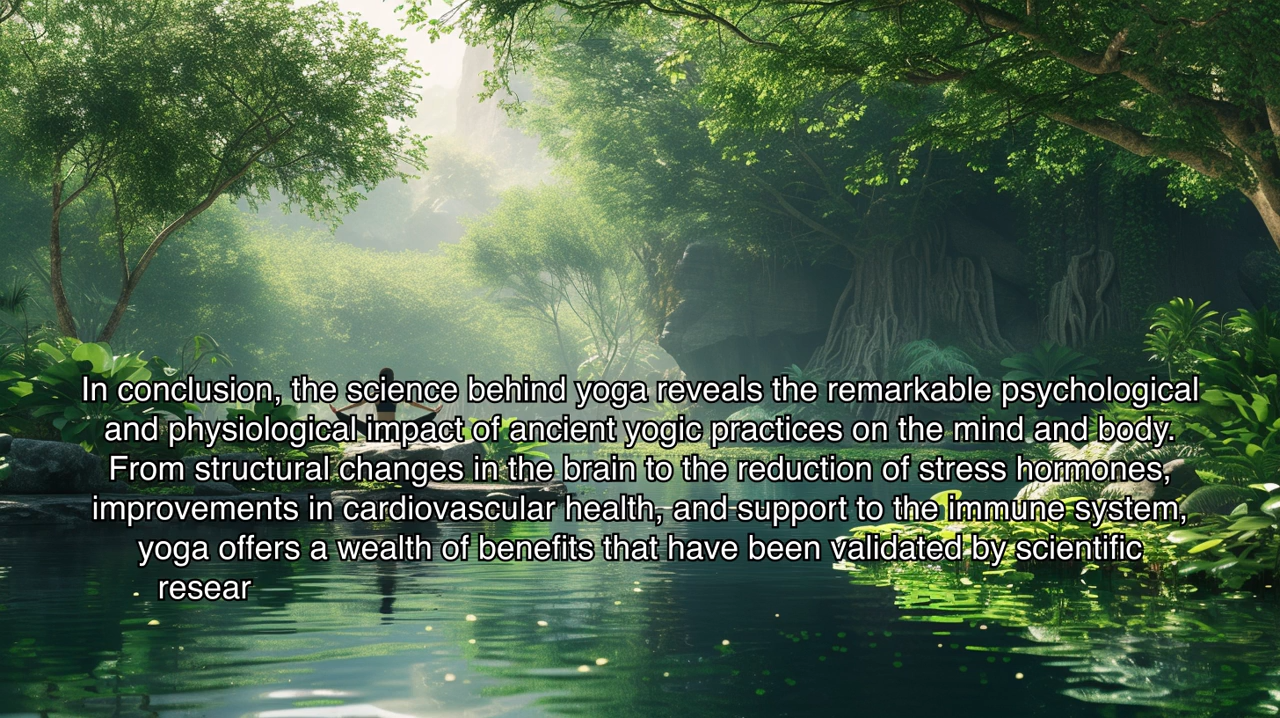 In conclusion, the science behind yoga reveals the remarkable psychological
and physiological impact of ancient yogic practices on the mind and body.
From structural changes in the brain to the reduction of stress hormones,
improvements in cardiovascular health, and support to the immune system,
yoga offers a wealth of benefits that have been validated by scientific
resear